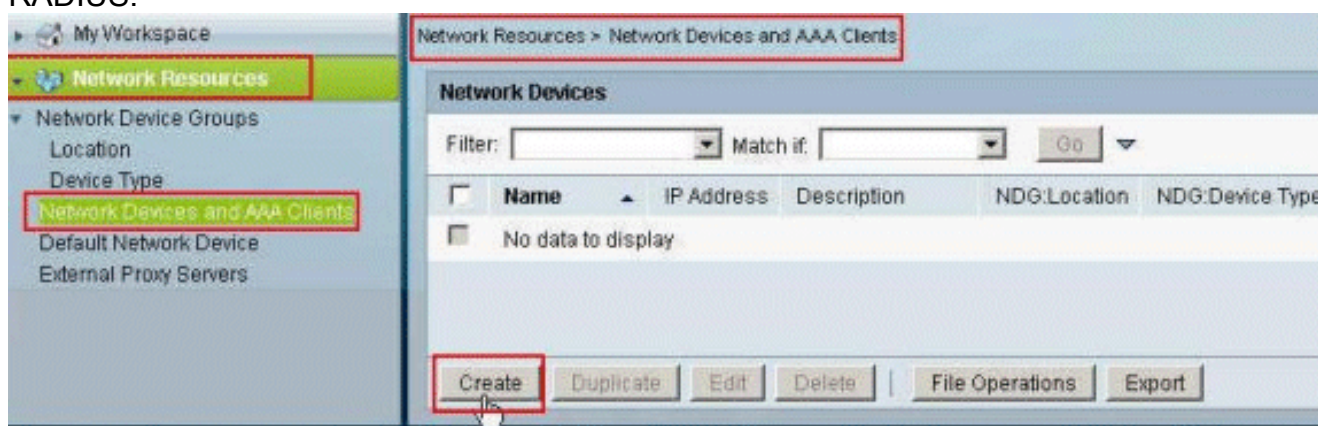 RADIUS.
My Workspace
Network Resources
Network Device Groups
Location
Device Type
Network Devices and AAA Clients
Default Network Device
External Proxy Servers
Network Resources > Network Devices and AAA Clients
Network Devices
Filter: Match if: Go
Name IP Address Description NDG:Location NDG:Device Type
No data to display
Create Duplicate Edit Delete | File Operations Export